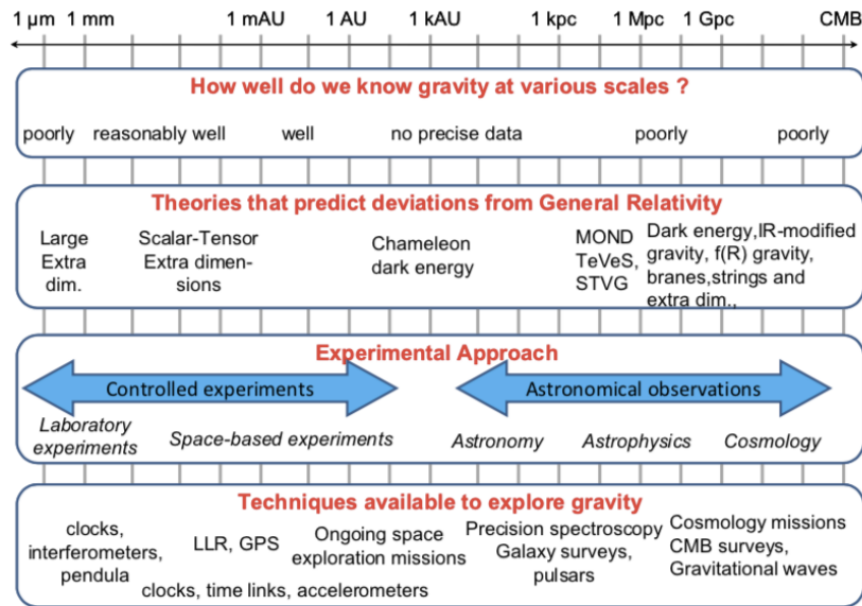 1 μm 1 mm 1 mAU 1 AU 1 kAU 1 kpc 1 Mpc 1 Gpc CMB
How well do we know gravity at various scales ?
poorly reasonably well well no precise data poorly poorly
Theories that predict deviations from General Relativity
Large
Extra
dim.
Scalar-Tensor
Extra dimen-
sions
Chameleon
dark energy
MOND
TeVeS,
STVG
Dark energy,IR-modified
gravity, f(R) gravity,
branes,strings and
extra dim.,
Experimental Approach
Controlled experiments
Astronomical observations
Laboratory
experiments
Space-based experiments
Astronomy
Astrophysics
Cosmology
Techniques available to explore gravity
clocks,
interferometers,
pendula
LLR, GPS
Ongoing space
exploration missions
clocks, time links, accelerometers
Precision spectroscopy
Galaxy surveys,
pulsars
Cosmology missions
CMB surveys,
Gravitational waves